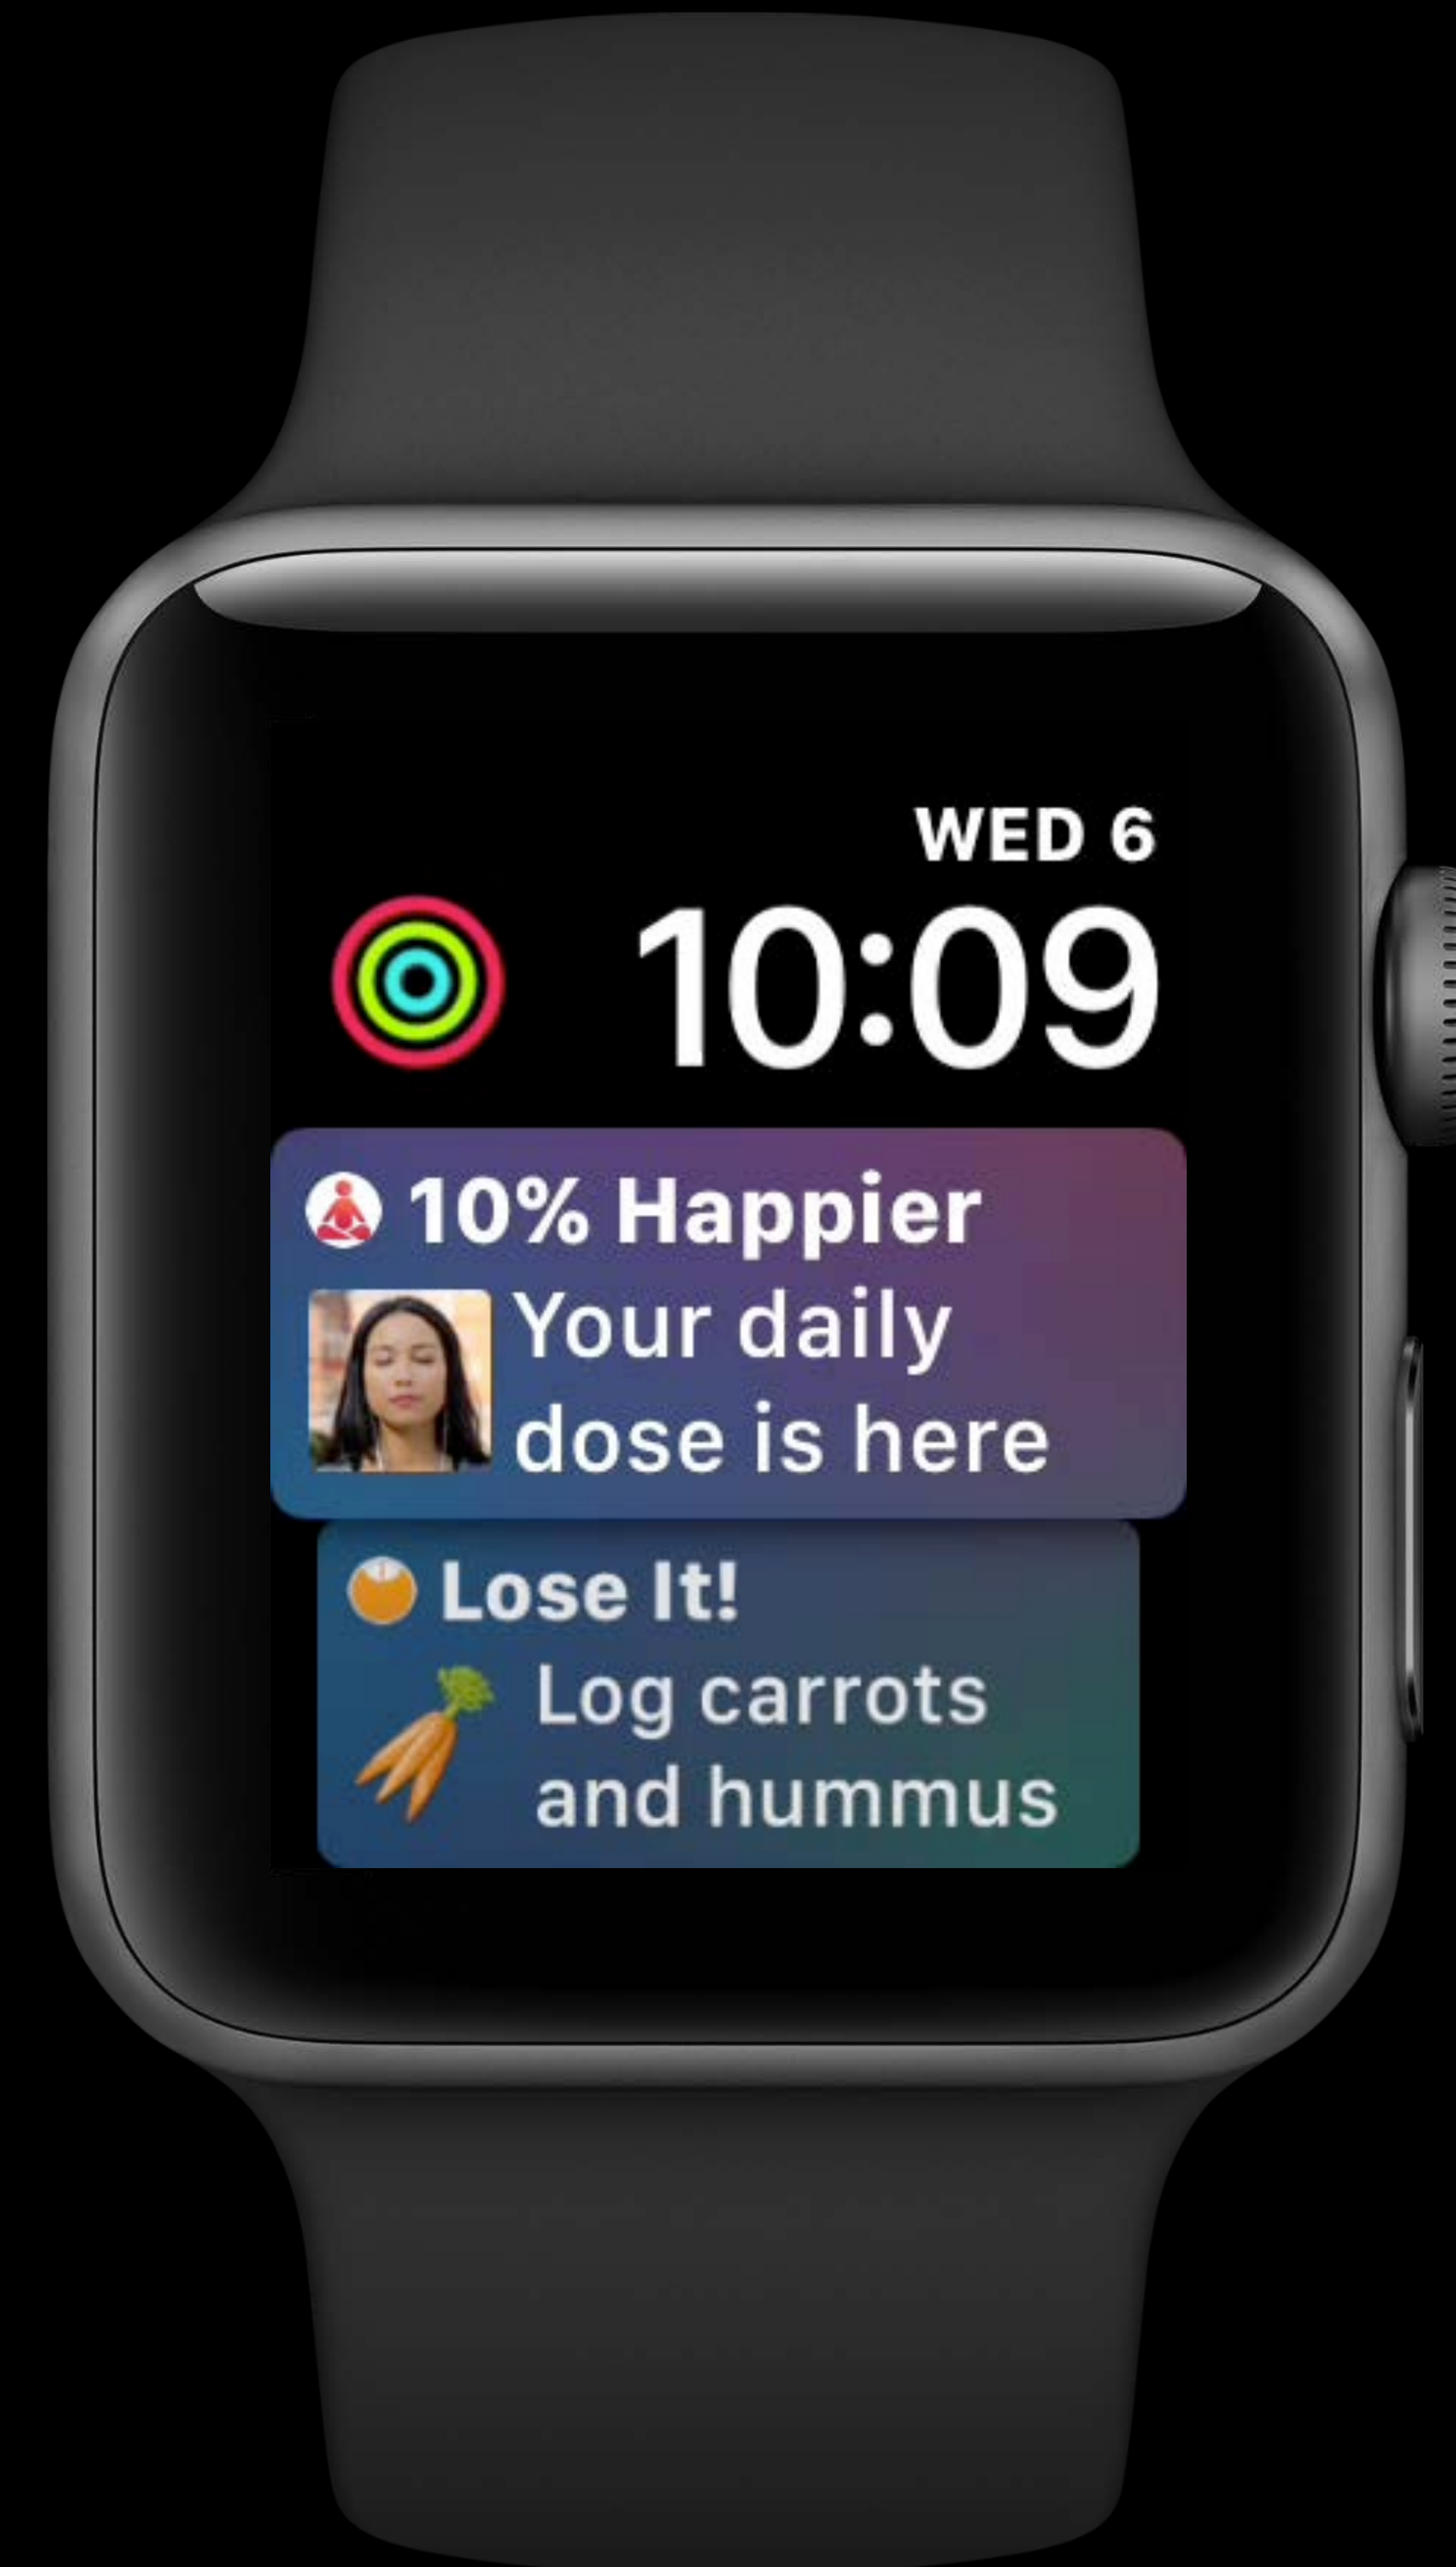 WED 6
10:09
10% Happier
Your daily
dose is here
Lose It!
Log carrots
and hummus